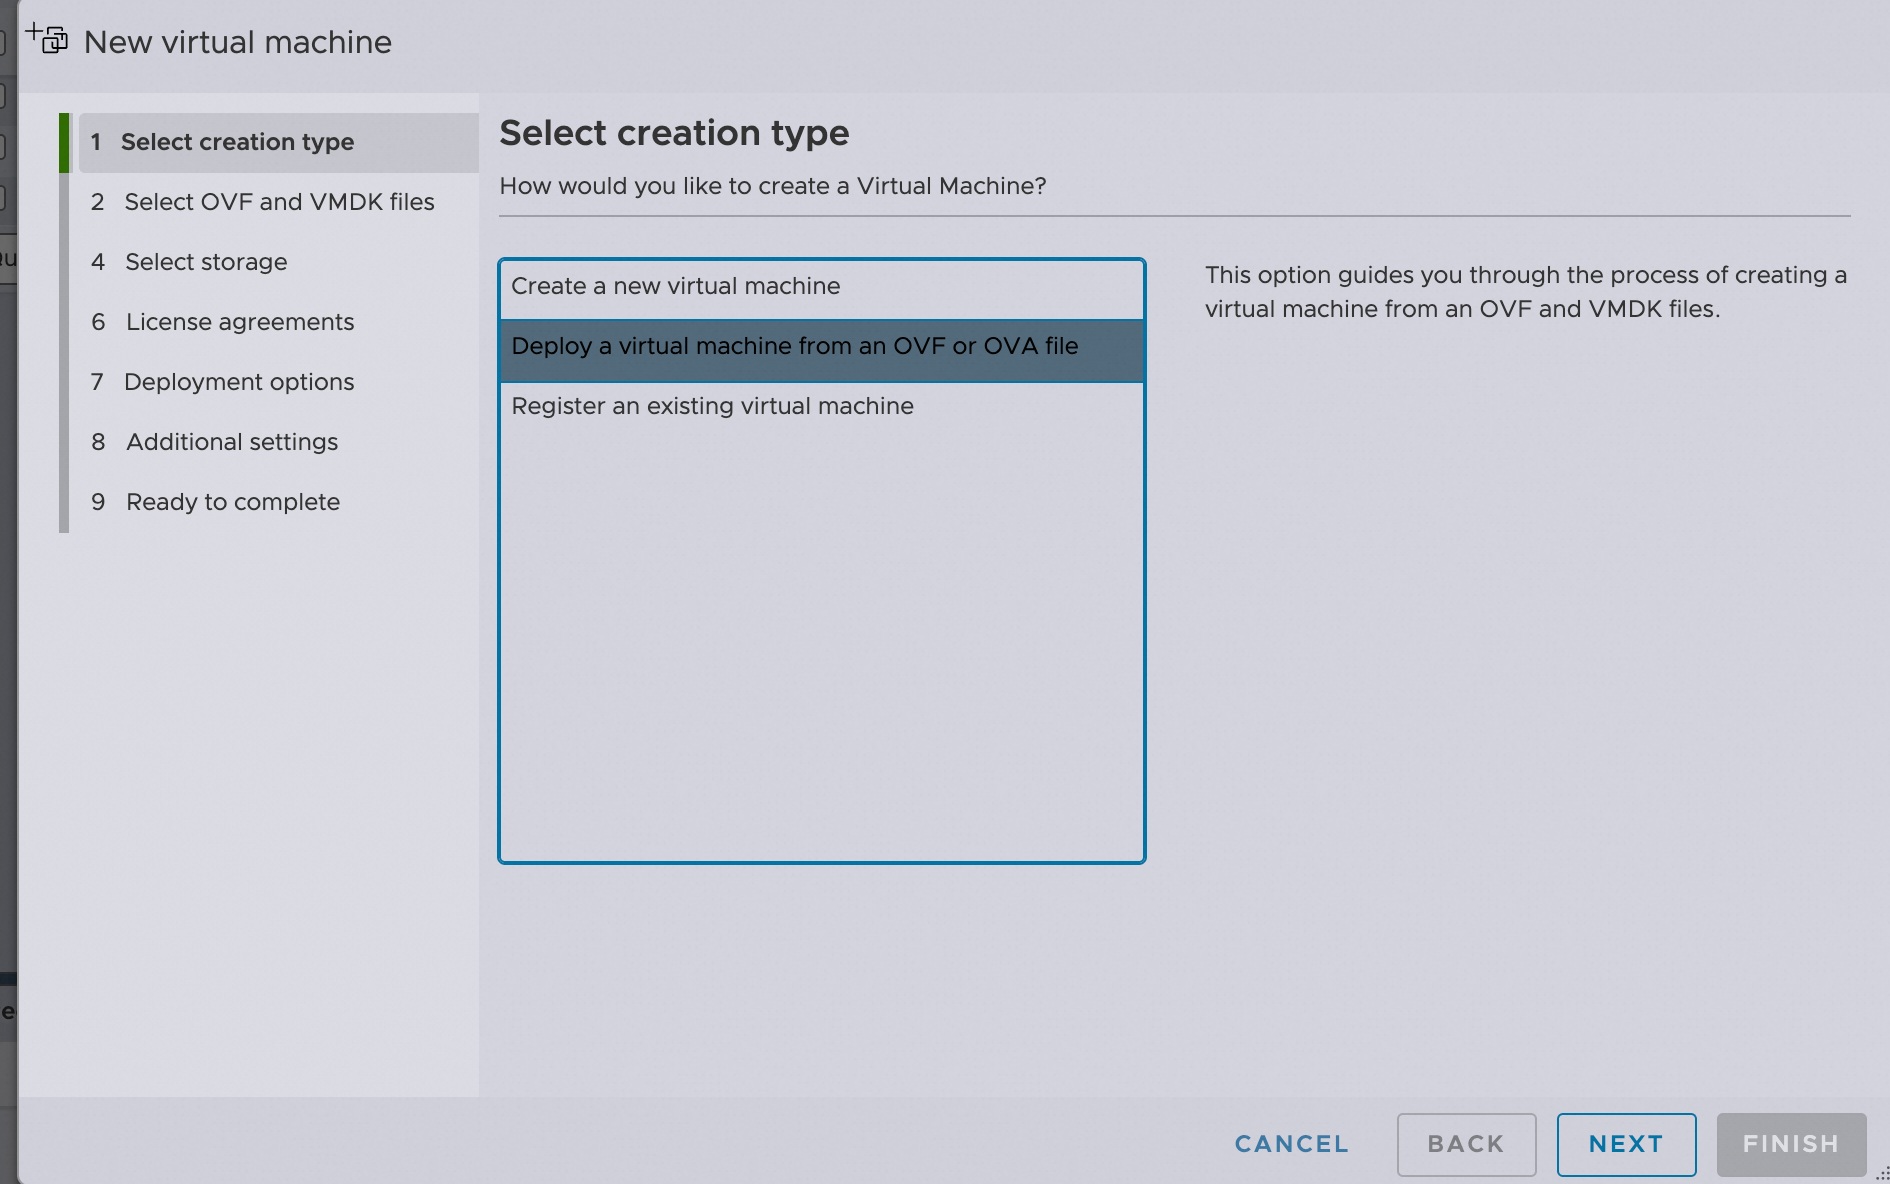 New virtual machine
1 Select creation type
2 Select OVF and VMDK files
4 Select storage
6 License agreements
7 Deployment options
8 Additional settings
9 Ready to complete
Select creation type
How would you like to create a Virtual Machine?
Create a new virtual machine
Deploy a virtual machine from an OVF or OVA file
Register an existing virtual machine
This option guides you through the process of creating a
virtual machine from an OVF and VMDK files.
CANCEL
BACK
NEXT
FINISH